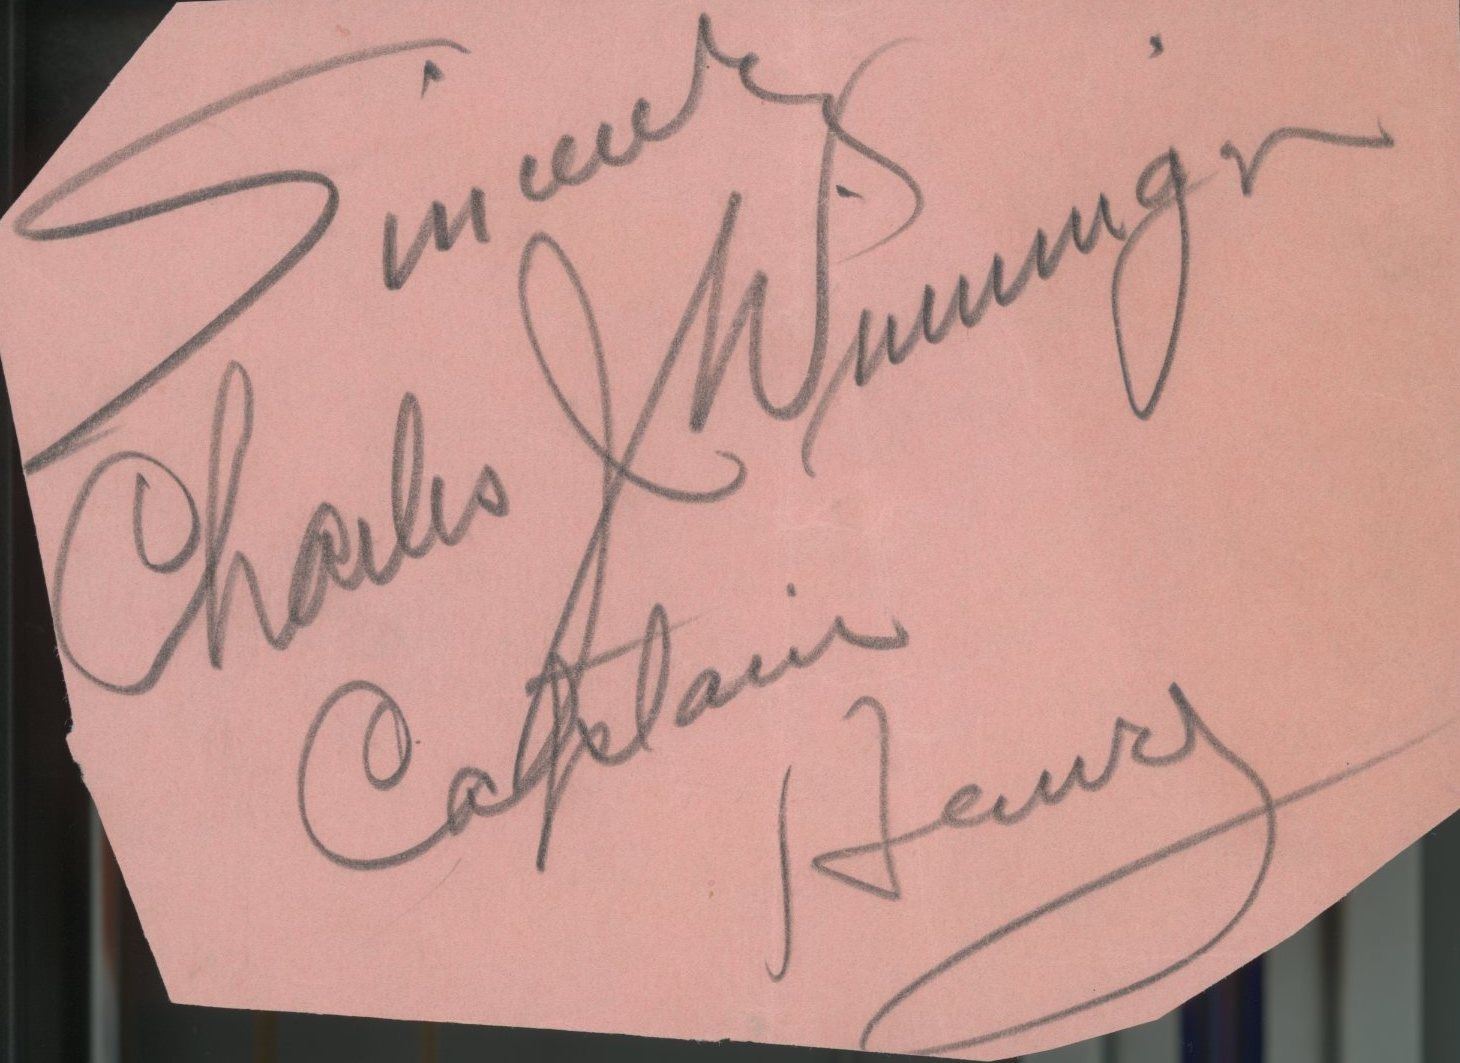 Sincerely
Charles J Winninger
Captain
Henry